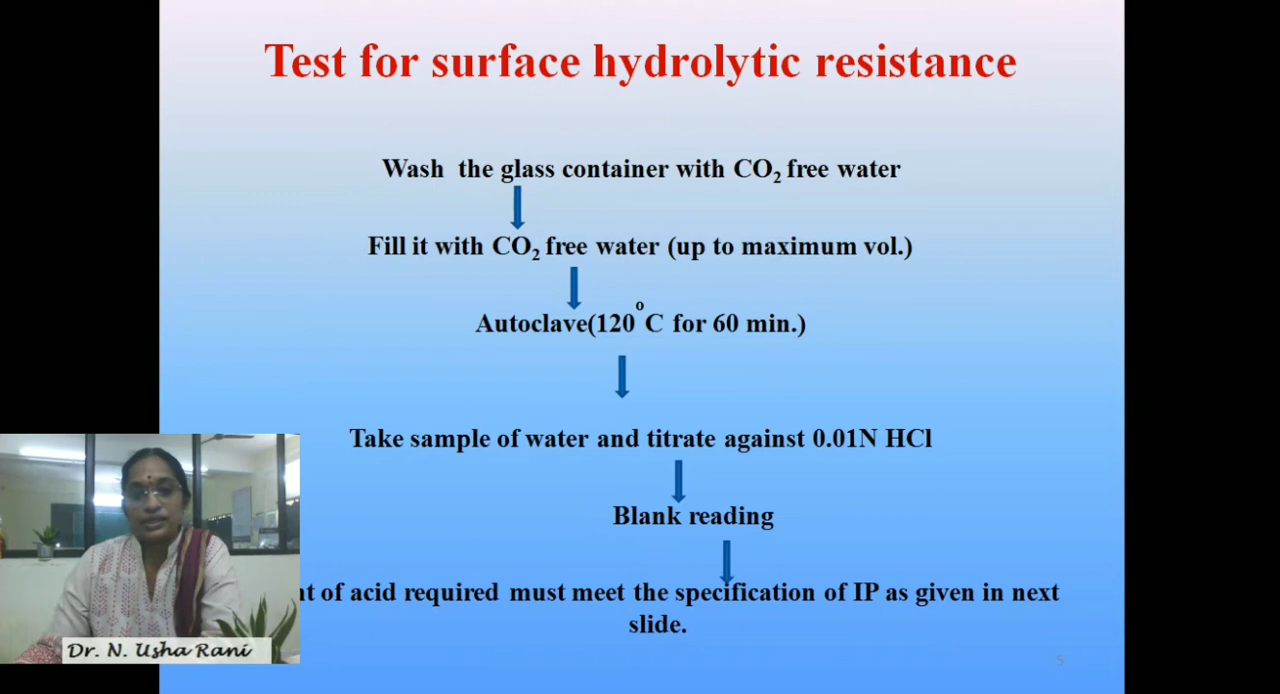 Test for surface hydrolytic resistance
Wash the glass container with CO₂ free water
Fill it with CO₂ free water (up to maximum vol.)
Autoclave(120°C for 60 min.)
Take sample of water and titrate against 0.01N HCl
Blank reading
of acid required must meet the specification of IP as given in next
slide.
Dr. N. Usha Rani
5